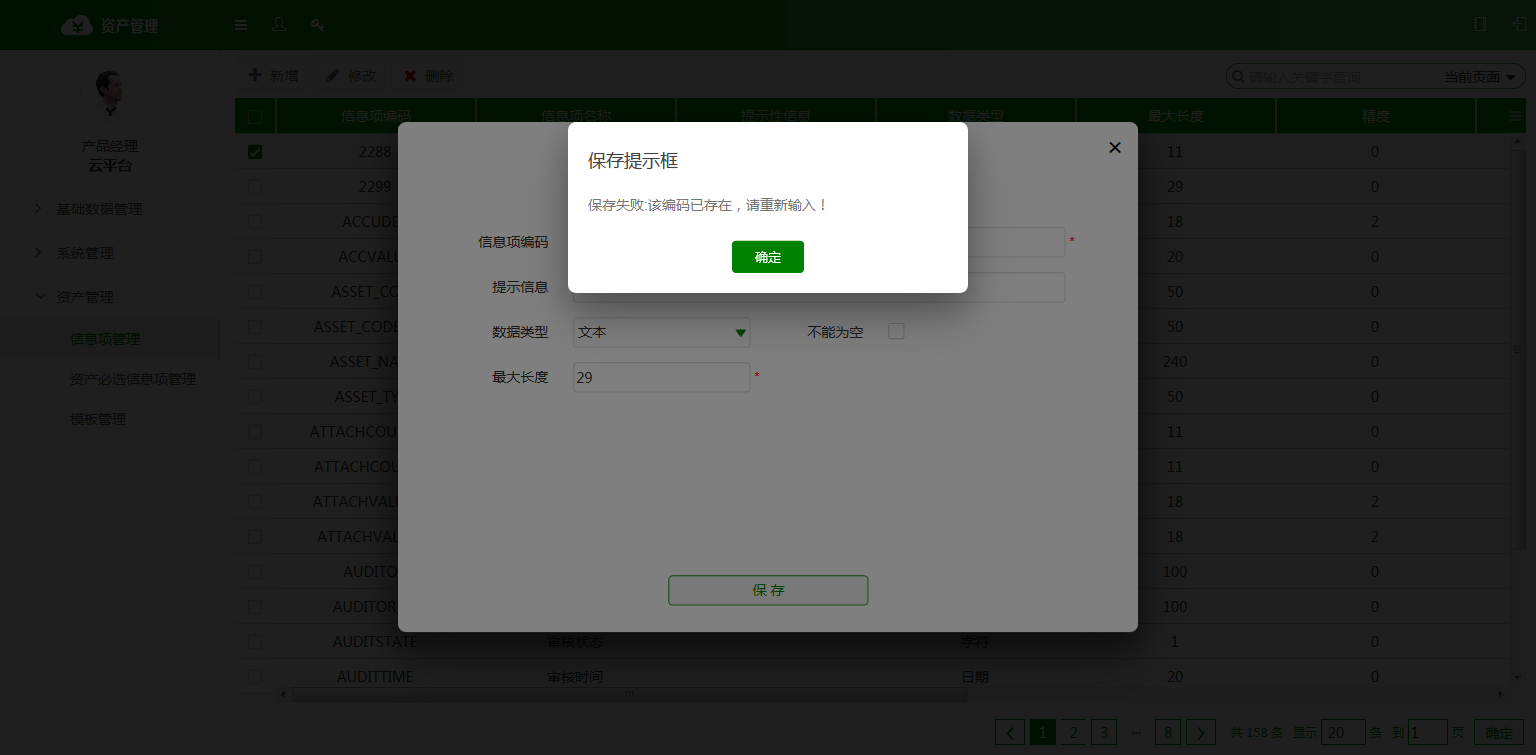 资产管理
新增 修改 删除
请输入关键字查询 当前页面
产品经理
云平台
基础数据管理
系统管理
资产管理
信息项管理
资产必选信息项管理
模板管理
信息项编码 信息项名称 提示性信息 数据类型 最大长度 精度
2288 11 0
2299 29 0
ACCUDE 18 2
ACCVALU 20 0
ASSET_CO 50 0
ASSET_CODE 50 0
ASSET_NA 240 0
ASSET_TY 50 0
ATTACHCOU 11 0
ATTACHCOU 11 0
ATTACHVAL 18 2
ATTACHVAL 18 2
AUDITO 100 0
AUDITOR 100 0
AUDITSTATE 审核状态 字符 1 0
AUDITTIME 审核时间 日期 20 0
保存提示框
保存失败:该编码已存在，请重新输入！
确定
信息项编码 *
提示信息
数据类型 文本 不能为空
最大长度 29 *
保 存
1 2 3 ... 8 共 158 条 显示 20 条 到 1 页 确定